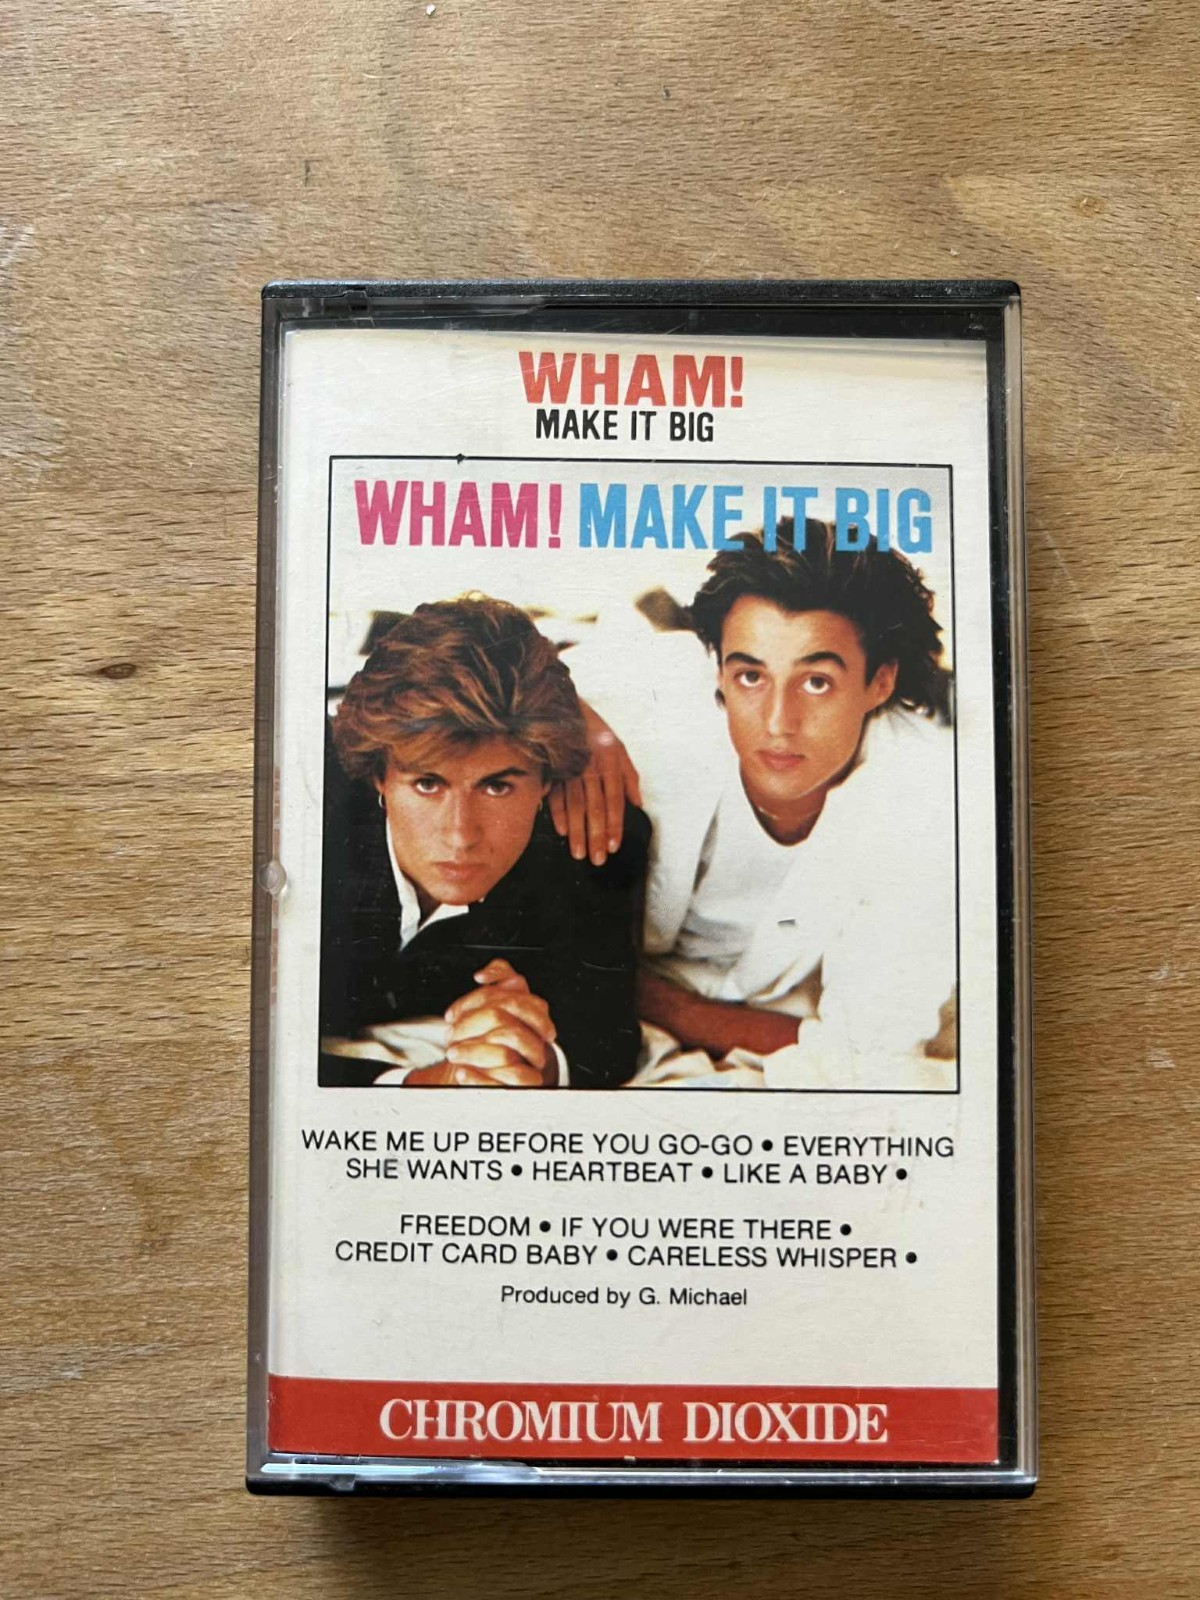 WHAM!
MAKE IT BIG
WHAM! MAKE IT BIG
WAKE ME UP BEFORE YOU GO-GO • EVERYTHING
SHE WANTS • HEARTBEAT • LIKE A BABY •
FREEDOM • IF YOU WERE THERE •
CREDIT CARD BABY • CARELESS WHISPER •
Produced by G. Michael
CHROMIUM DIOXIDE